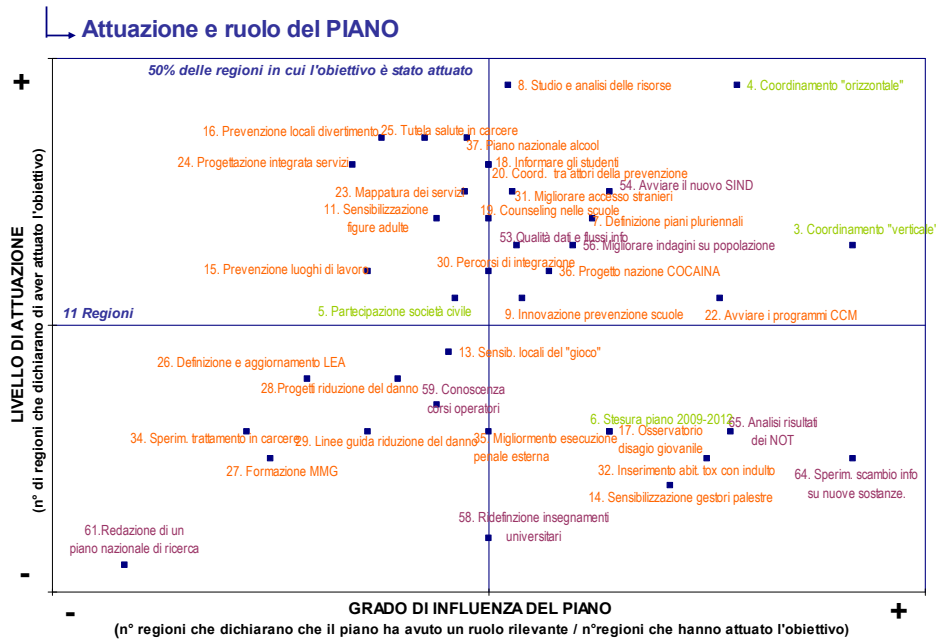 Attuazione e ruolo del PIANO
50% delle regioni in cui l'obiettivo è stato attuato
+
8. Studio e analisi delle risorse
4. Coordinamento "orizzontale"
16. Prevenzione locali divertimento
25. Tutela salute in carcere
37. Piano nazionale alcool
24. Progettazione integrata servizi
18. Informare gli studenti
20. Coord. tra attori della prevenzione
54. Avviare il nuovo SIND
23. Mappatura dei servizi
31. Migliorare accesso stranieri
11. Sensibilizzazione
figure adulte
19. Counseling nelle scuole
7. Definizione piani pluriennali
3. Coordinamento "verticale"
53.Qualità dati e flussi info
56. Migliorare indagini su popolazione
15. Prevenzione luoghi di lavoro
30. Percorsi di integrazione
36. Progetto nazione COCAINA
11 Regioni
5. Partecipazione società civile
9. Innovazione prevenzione scuole
22. Avviare i programmi CCM
LIVELLO DI ATTUAZIONE
(n° di regioni che dichiarano di aver attuato l'obiettivo)
13. Sensib. locali del "gioco"
26. Definizione e aggiornamento LEA
28.Progetti riduzione del danno
59. Conoscenza
corsi operatori
6. Stesura piano 2009-2012
65. Analisi risultati
dei NOT
34. Sperim. trattamento in carcere
29. Linee guida riduzione del danno
35. Migliormento esecuzione
penale esterna
17. Osservatorio
disagio giovanile
27. Formazione MMG
32. Inserimento abit. tox con indulto
64. Sperim. scambio info
su nuove sostanze.
14. Sensibilizzazione gestori palestre
58. Ridefinzione insegnamenti
universitari
61.Redazione di un
piano nazionale di ricerca
-
-
GRADO DI INFLUENZA DEL PIANO
+
(n° regioni che dichiarano che il piano ha avuto un ruolo rilevante / n°regioni che hanno attuato l'obiettivo)